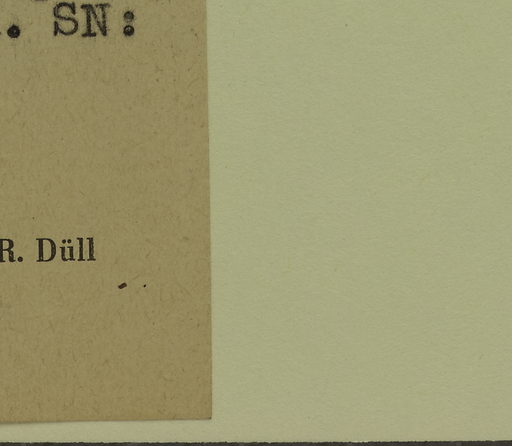 . SN:
R. Düll